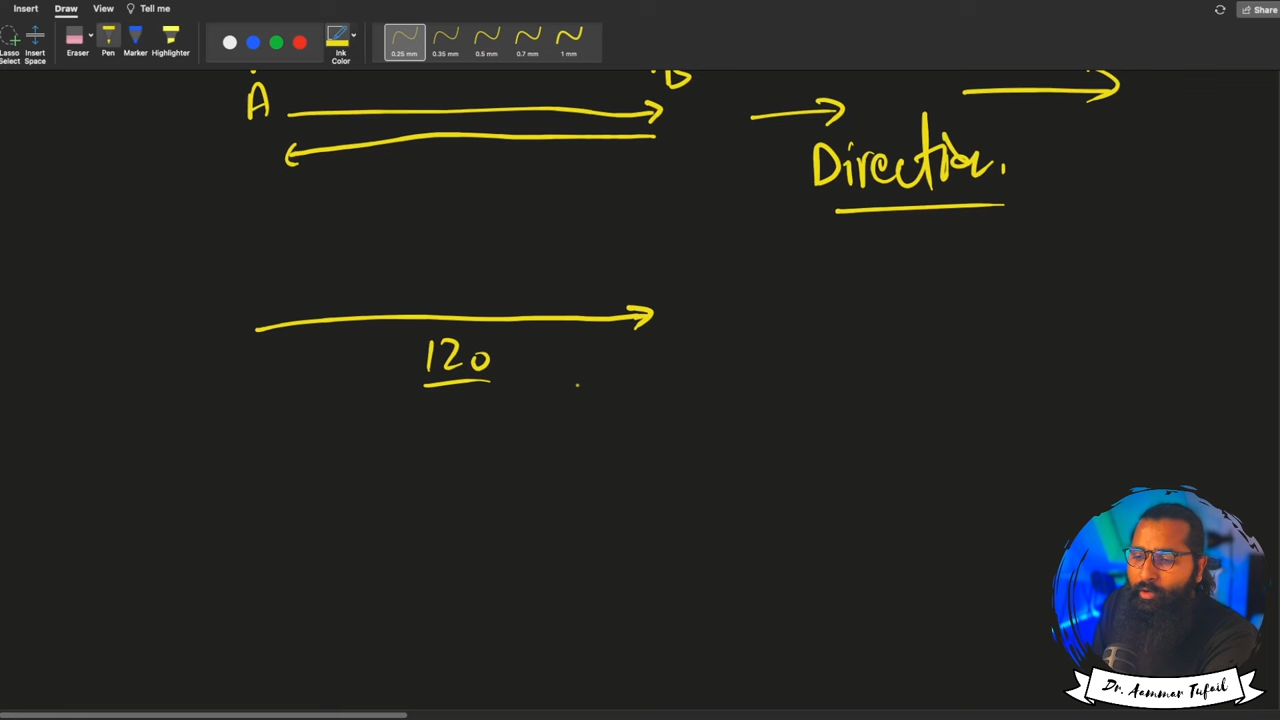 Insert Draw View Tell me
Share
Lasso Select
Insert Space
Eraser
Pen
Marker
Highlighter
Ink Color
0.25 mm
0.35 mm
0.5 mm
0.7 mm
1 mm
A
B
Direction.
120
Dr. Aammar Tufail